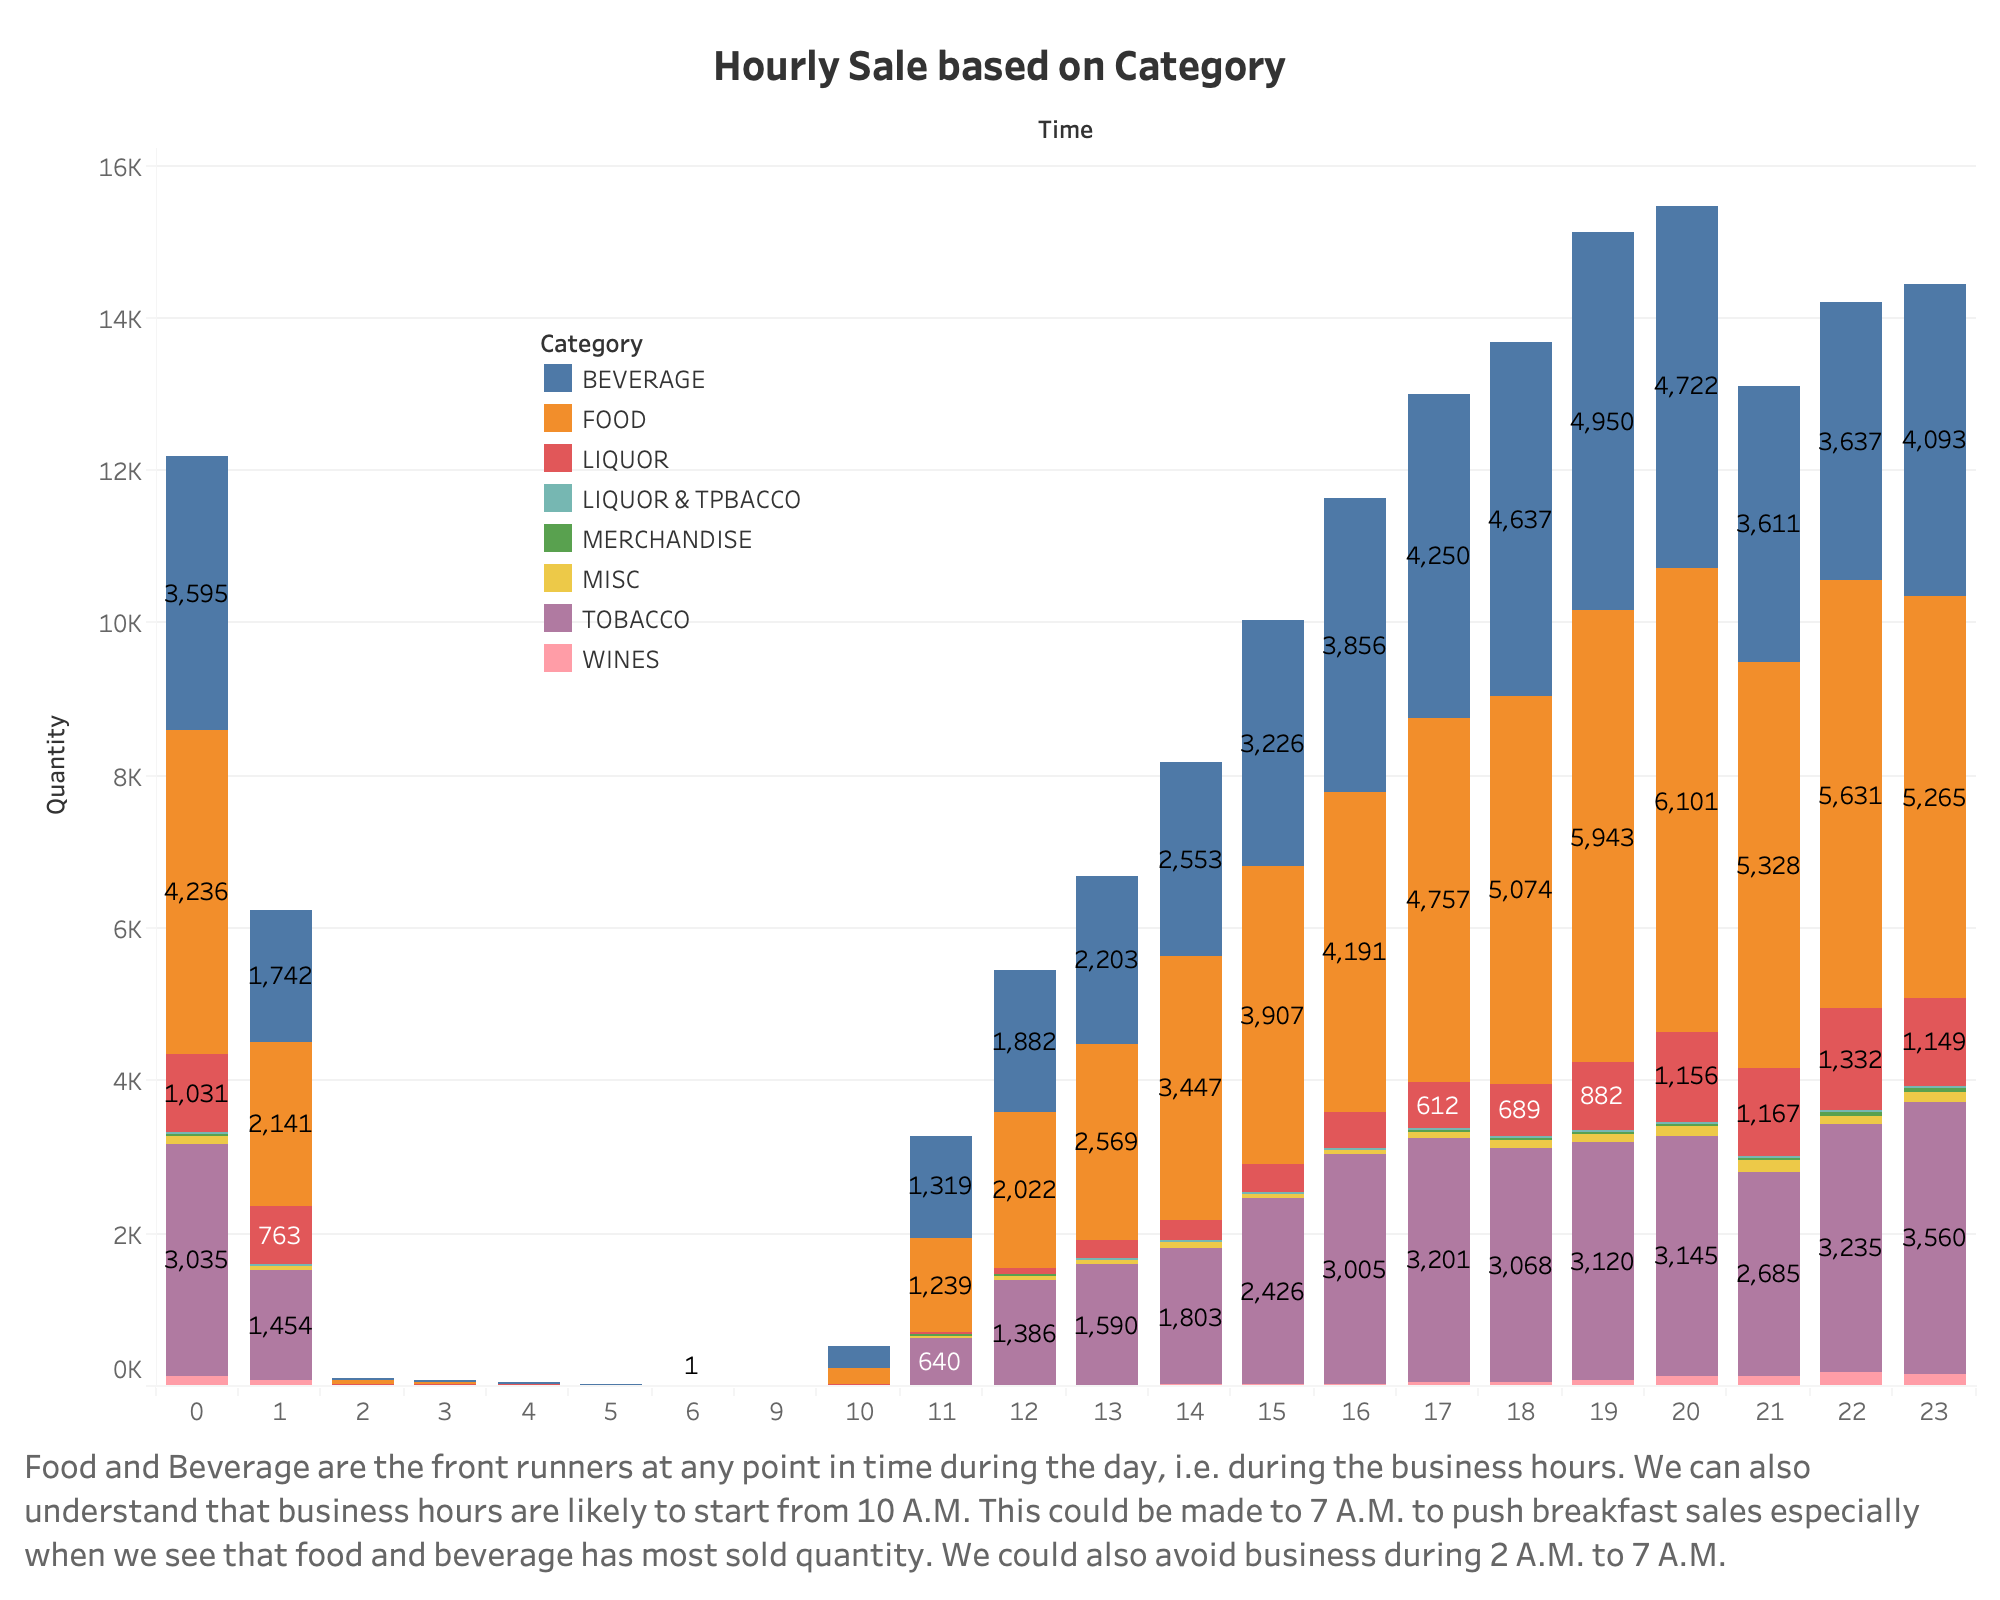 Hourly Sale based on Category
Time
16K
14K
12K
10K
8K
6K
4K
2K
0K
Quantity
Category
BEVERAGE
FOOD
LIQUOR
LIQUOR & TPBACCO
MERCHANDISE
MISC
TOBACCO
WINES
3,595
4,236
1,031
3,035
1,742
2,141
763
1,454
1
1,319
1,239
640
1,882
2,022
1,386
2,203
2,569
1,590
2,553
3,447
1,803
3,226
3,907
2,426
3,856
4,191
3,005
4,250
4,757
612
3,201
4,637
5,074
689
3,068
4,950
5,943
882
3,120
4,722
6,101
1,156
3,145
3,611
5,328
1,167
2,685
3,637
5,631
1,332
3,235
4,093
5,265
1,149
3,560
0 1 2 3 4 5 6 9 10 11 12 13 14 15 16 17 18 19 20 21 22 23
Food and Beverage are the front runners at any point in time during the day, i.e. during the business hours. We can also
understand that business hours are likely to start from 10 A.M. This could be made to 7 A.M. to push breakfast sales especially
when we see that food and beverage has most sold quantity. We could also avoid business during 2 A.M. to 7 A.M.